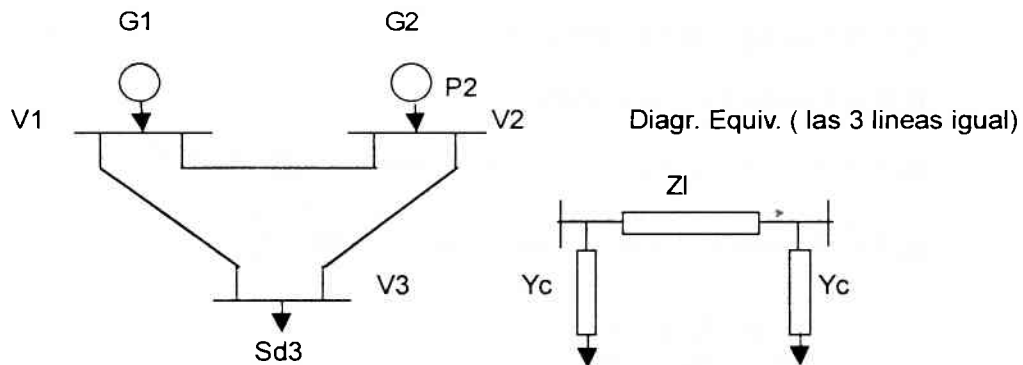 G1
G2
P2
V1
V2
Diagr. Equiv. ( las 3 lineas igual)
Zl
Yc
Yc
V3
Sd3